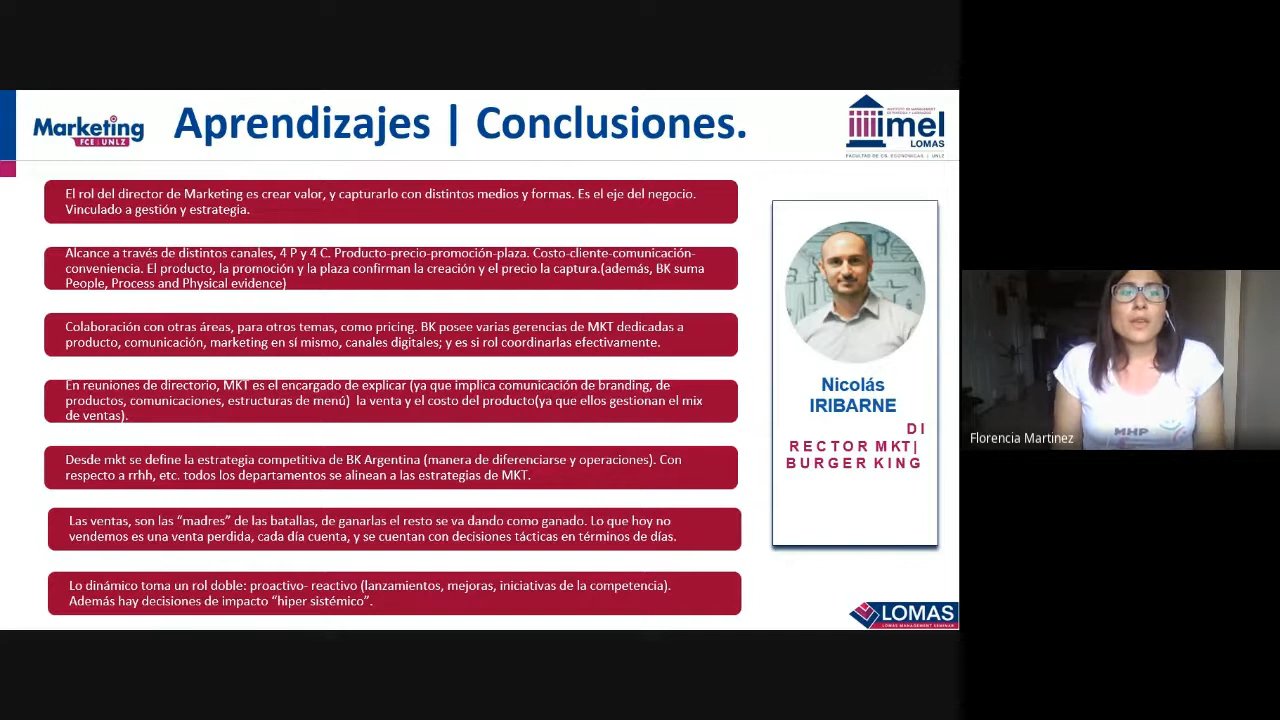 Marketing
FCE | UNLZ
Aprendizajes | Conclusiones.
imel
LOMAS
FACULTAD DE CS. ECONÓMICAS | UNLZ
El rol del director de Marketing es crear valor, y capturarlo con distintos medios y formas. Es el eje del negocio.
Vinculado a gestión y estrategia.
Alcance a través de distintos canales, 4 P y 4 C. Producto-precio-promoción-plaza. Costo-cliente-comunicación-
conveniencia. El producto, la promoción y la plaza confirman la creación y el precio la captura.(además, BK suma
People, Process and Physical evidence)
Colaboración con otras áreas, para otros temas, como pricing. BK posee varias gerencias de MKT dedicadas a
producto, comunicación, marketing en sí mismo, canales digitales; y es si rol coordinarlas efectivamente.
En reuniones de directorio, MKT es el encargado de explicar (ya que implica comunicación de branding, de
productos, comunicaciones, estructuras de menú)  la venta y el costo del producto(ya que ellos gestionan el mix
de ventas).
Desde mkt se define la estrategia competitiva de BK Argentina (manera de diferenciarse y operaciones). Con
respecto a rrhh, etc. todos los departamentos se alinean a las estrategias de MKT.
Las ventas, son las “madres” de las batallas, de ganarlas el resto se va dando como ganado. Lo que hoy no
vendemos es una venta perdida, cada día cuenta, y se cuentan con decisiones tácticas en términos de días.
Lo dinámico toma un rol doble: proactivo- reactivo (lanzamientos, mejoras, iniciativas de la competencia).
Además hay decisiones de impacto “hiper sistémico”.
Nicolás
IRIBARNE
DI
RECTOR MKT|
BURGER KING
LOMAS
LOMAS MANAGEMENT SEMINAR
MHP
Florencia Martinez